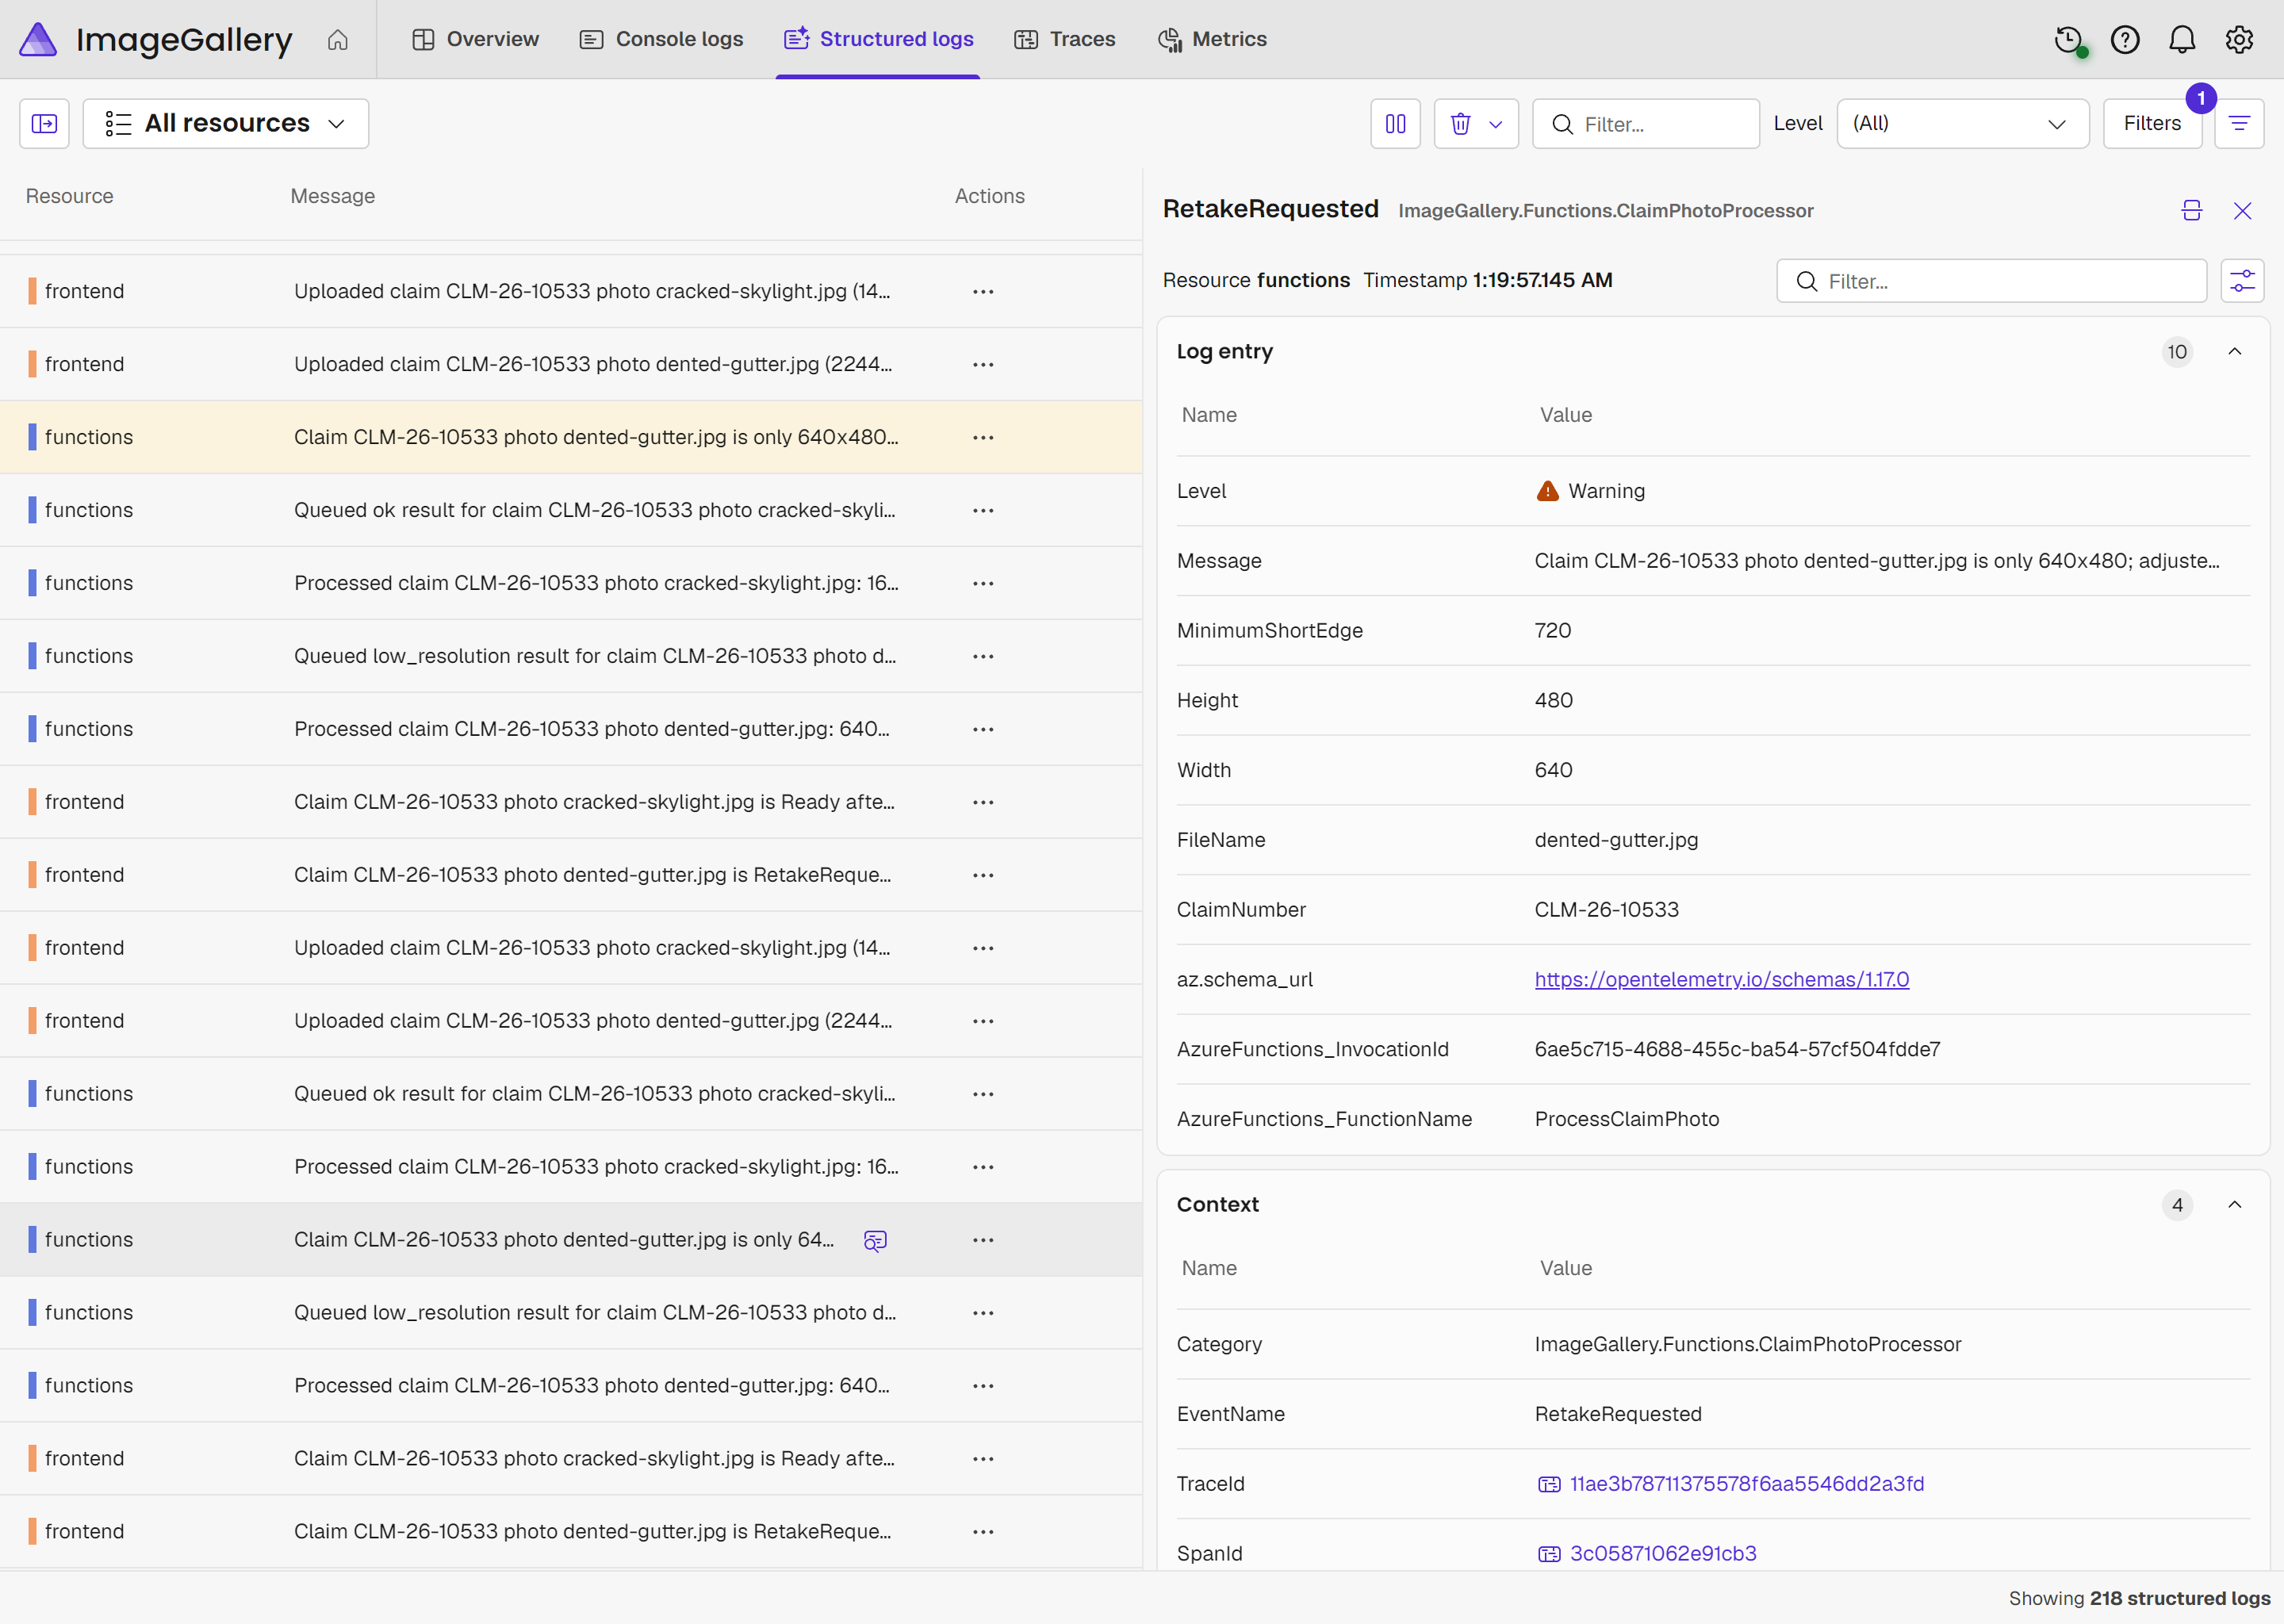 ImageGallery
Overview
Console logs
Structured logs
Traces
Metrics
All resources
Filter...
Level
(All)
Filters
1
Resource
Message
Actions
frontend
Uploaded claim CLM-26-10533 photo cracked-skylight.jpg (14...
frontend
Uploaded claim CLM-26-10533 photo dented-gutter.jpg (2244...
functions
Claim CLM-26-10533 photo dented-gutter.jpg is only 640x480...
functions
Queued ok result for claim CLM-26-10533 photo cracked-skyli...
functions
Processed claim CLM-26-10533 photo cracked-skylight.jpg: 16...
functions
Queued low_resolution result for claim CLM-26-10533 photo d...
functions
Processed claim CLM-26-10533 photo dented-gutter.jpg: 640...
frontend
Claim CLM-26-10533 photo cracked-skylight.jpg is Ready afte...
frontend
Claim CLM-26-10533 photo dented-gutter.jpg is RetakeReque...
frontend
Uploaded claim CLM-26-10533 photo cracked-skylight.jpg (14...
frontend
Uploaded claim CLM-26-10533 photo dented-gutter.jpg (2244...
functions
Queued ok result for claim CLM-26-10533 photo cracked-skyli...
functions
Processed claim CLM-26-10533 photo cracked-skylight.jpg: 16...
functions
Claim CLM-26-10533 photo dented-gutter.jpg is only 64...
functions
Queued low_resolution result for claim CLM-26-10533 photo d...
functions
Processed claim CLM-26-10533 photo dented-gutter.jpg: 640...
frontend
Claim CLM-26-10533 photo cracked-skylight.jpg is Ready afte...
frontend
Claim CLM-26-10533 photo dented-gutter.jpg is RetakeReque...
RetakeRequested
ImageGallery.Functions.ClaimPhotoProcessor
Resource functions Timestamp 1:19:57.145 AM
Filter...
Log entry
10
Name
Value
Level
Warning
Message
Claim CLM-26-10533 photo dented-gutter.jpg is only 640x480; adjuste...
MinimumShortEdge
720
Height
480
Width
640
FileName
dented-gutter.jpg
ClaimNumber
CLM-26-10533
az.schema_url
https://opentelemetry.io/schemas/1.17.0
AzureFunctions_InvocationId
6ae5c715-4688-455c-ba54-57cf504fdde7
AzureFunctions_FunctionName
ProcessClaimPhoto
Context
4
Name
Value
Category
ImageGallery.Functions.ClaimPhotoProcessor
EventName
RetakeRequested
TraceId
11ae3b78711375578f6aa5546dd2a3fd
SpanId
3c05871062e91cb3
Showing 218 structured logs